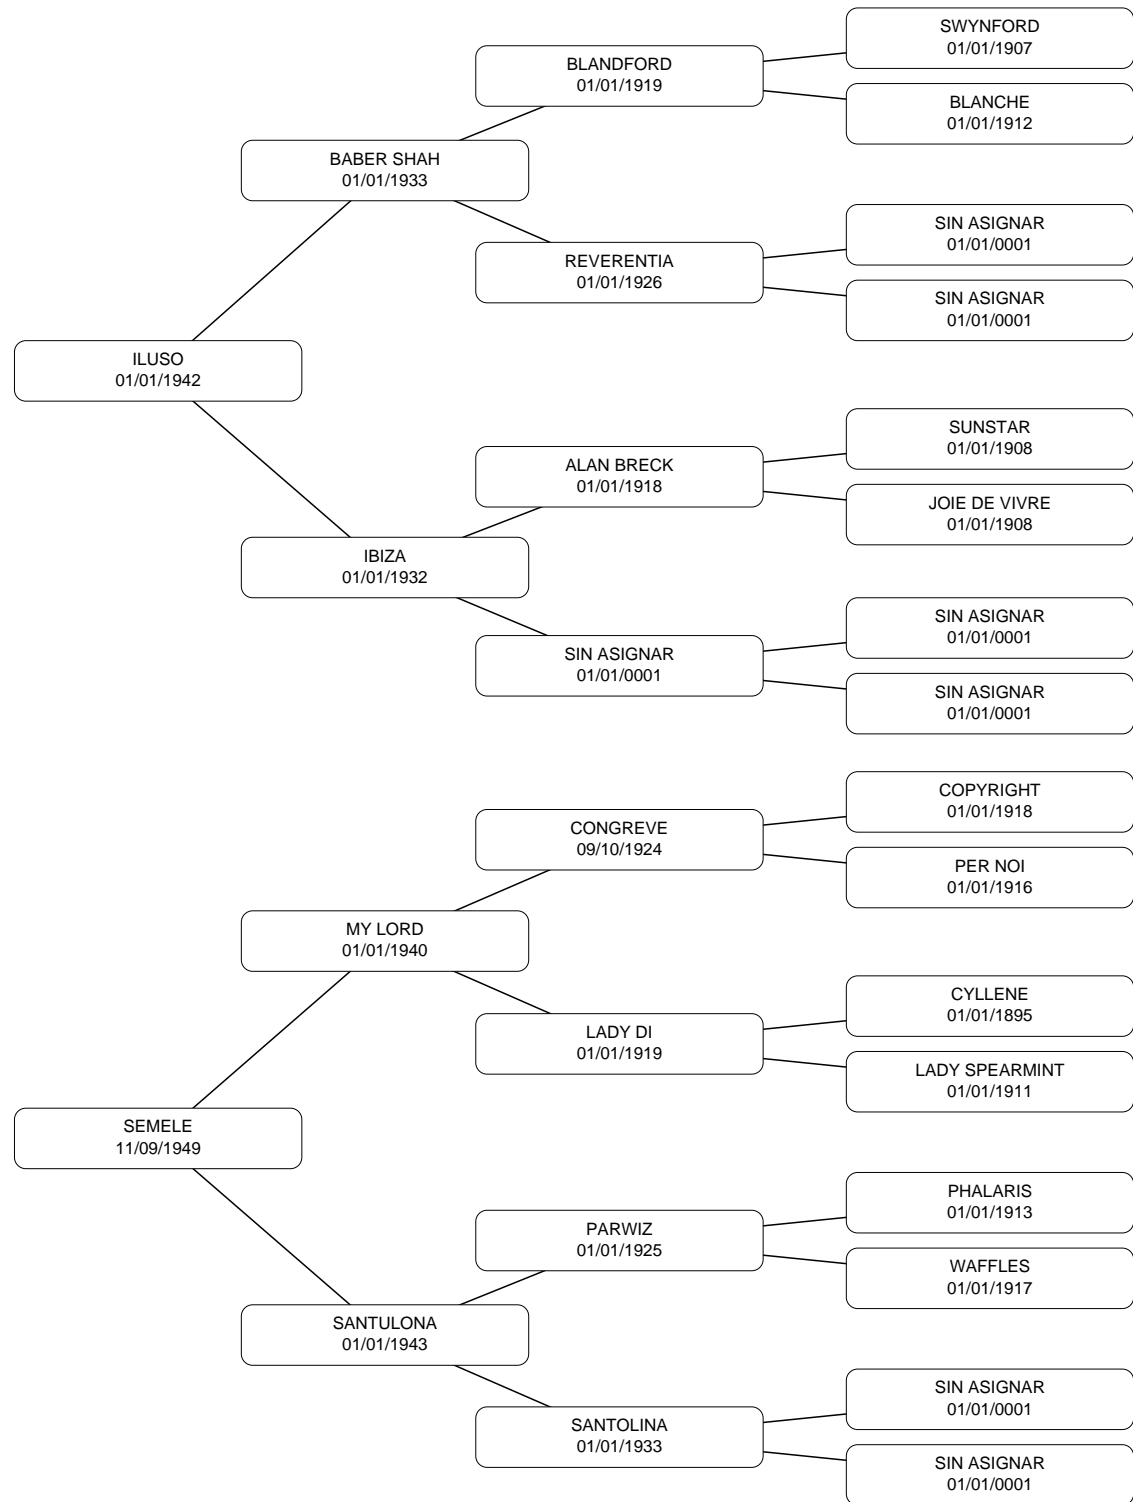 SWYNFORD
01/01/1907
BLANDFORD
01/01/1919
BLANCHE
01/01/1912
BABER SHAH
01/01/1933
SIN ASIGNAR
01/01/0001
REVERENTIA
01/01/1926
SIN ASIGNAR
01/01/0001
ILUSO
01/01/1942
SUNSTAR
01/01/1908
ALAN BRECK
01/01/1918
JOIE DE VIVRE
01/01/1908
IBIZA
01/01/1932
SIN ASIGNAR
01/01/0001
SIN ASIGNAR
01/01/0001
SIN ASIGNAR
01/01/0001
COPYRIGHT
01/01/1918
CONGREVE
09/10/1924
PER NOI
01/01/1916
MY LORD
01/01/1940
CYLLENE
01/01/1895
LADY DI
01/01/1919
LADY SPEARMINT
01/01/1911
SEMELE
11/09/1949
PHALARIS
01/01/1913
PARWIZ
01/01/1925
WAFFLES
01/01/1917
SANTULONA
01/01/1943
SIN ASIGNAR
01/01/0001
SANTOLINA
01/01/1933
SIN ASIGNAR
01/01/0001